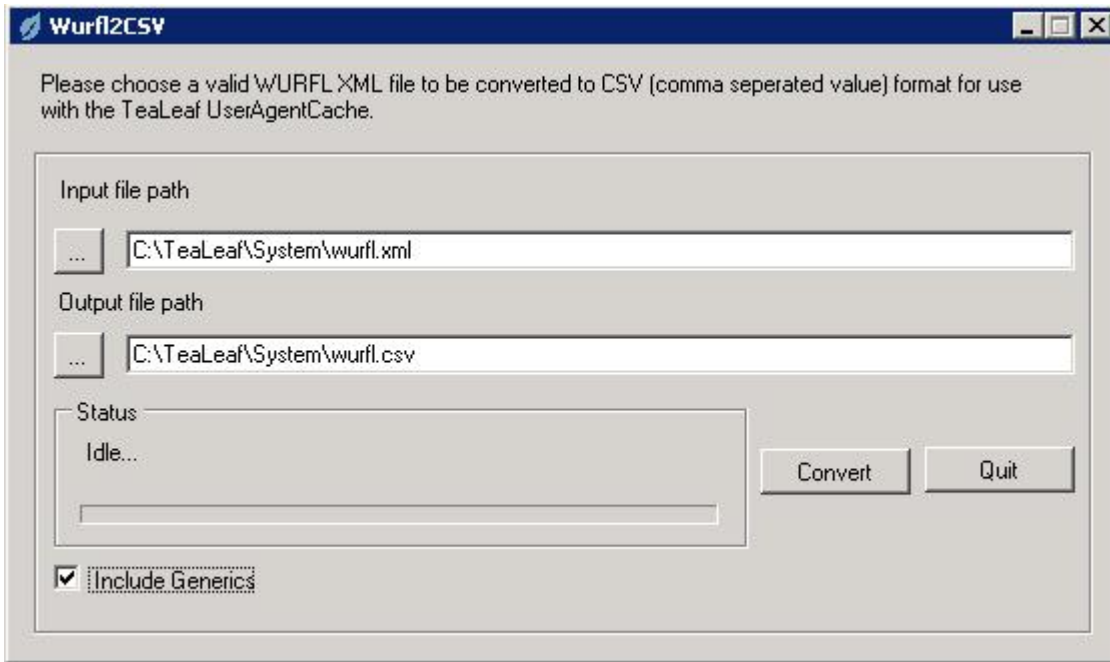 Wurfl2CSV
Please choose a valid WURFL XML file to be converted to CSV (comma seperated value) format for use
with the TeaLeaf UserAgentCache.
Input file path
...
C:\TeaLeaf\System\wurfl.xml
Output file path
...
C:\TeaLeaf\System\wurfl.csv
Status
Idle...
Convert
Quit
Include Generics